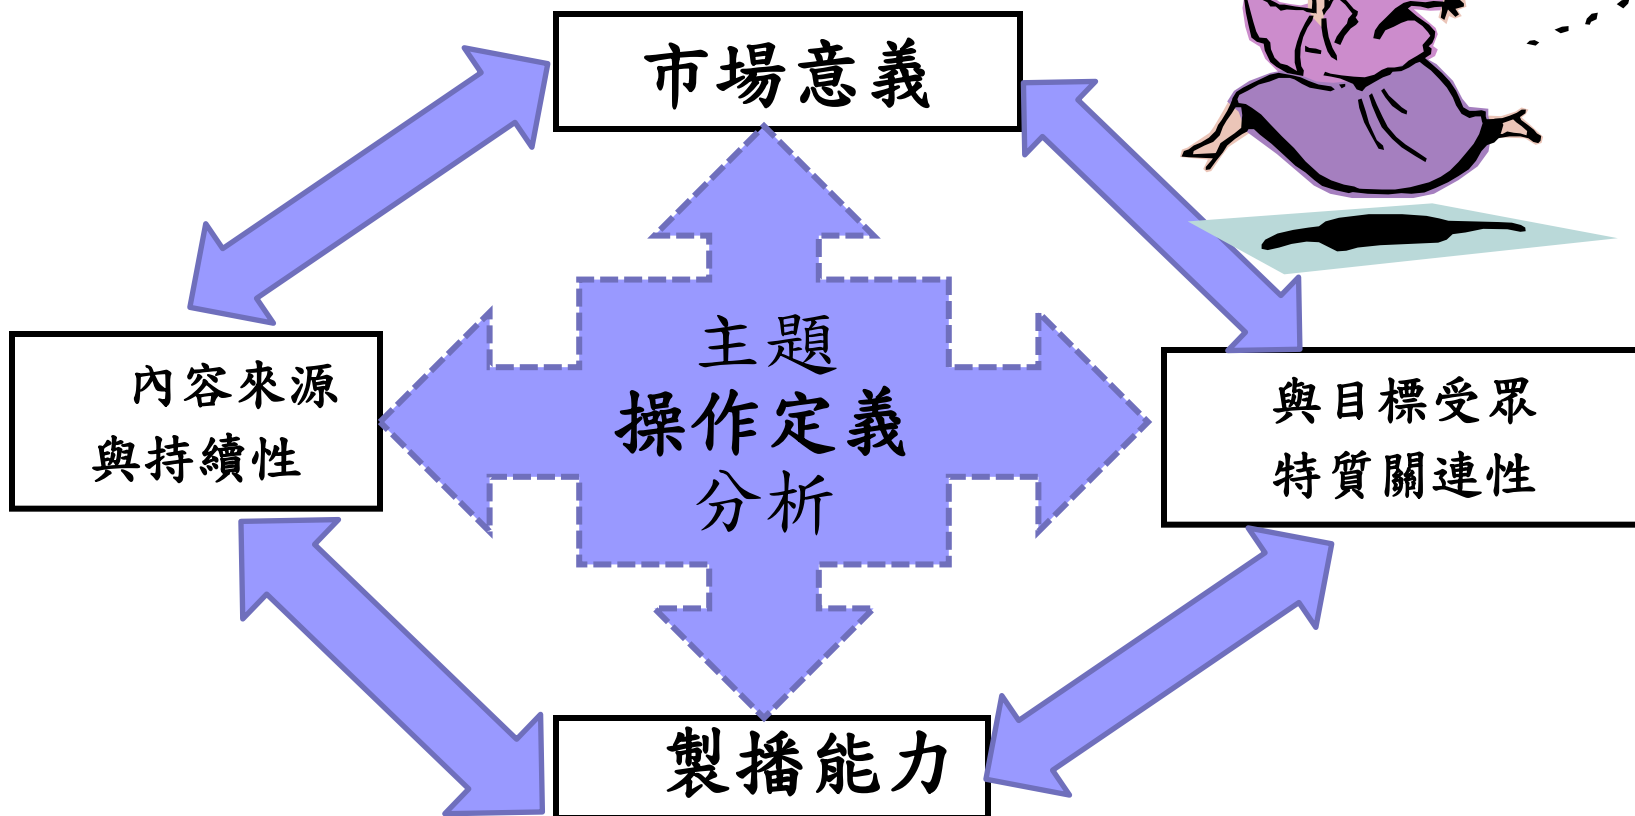 市場意義
內容來源
與持續性
主題
操作定義
分析
與目標受眾
特質關連性
製播能力